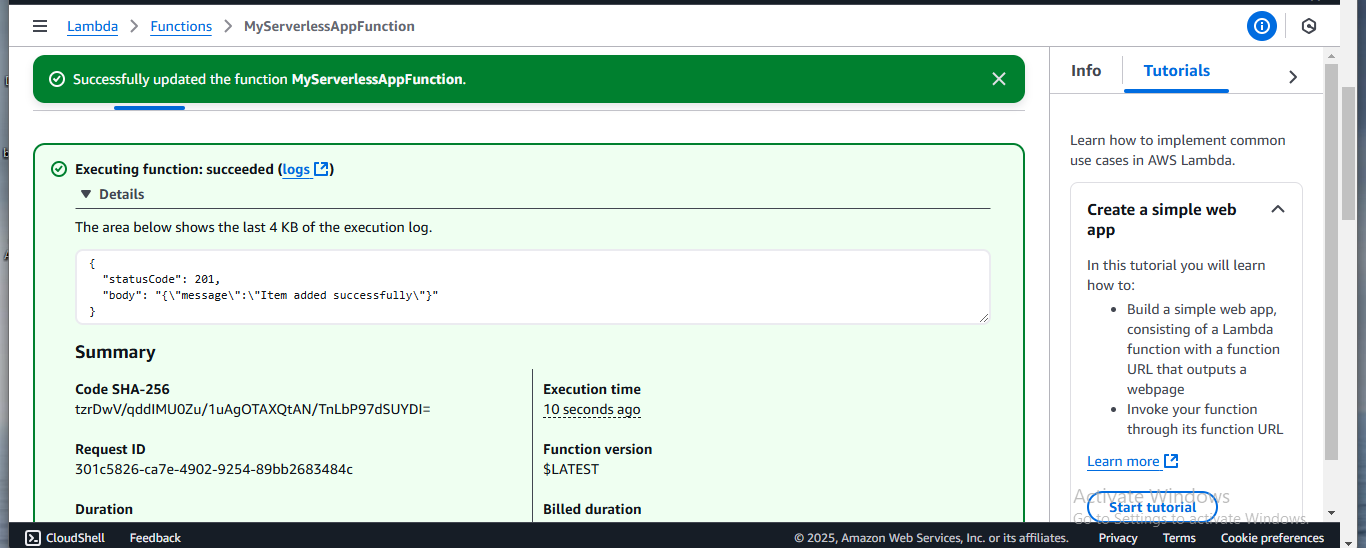 Lambda > Functions > MyServerlessAppFunction
Successfully updated the function MyServerlessAppFunction.
Executing function: succeeded (logs)
Details
The area below shows the last 4 KB of the execution log.
{
"statusCode": 201,
"body": "{\"message\":\"Item added successfully\"}"
}
Summary
Code SHA-256
tzrDwV/qddIMU0Zu/1uAgOTAXQtAN/TnLbP97dSUYDI=
Execution time
10 seconds ago
Request ID
301c5826-ca7e-4902-9254-89bb2683484c
Function version
$LATEST
Duration
Billed duration
Info
Tutorials
Learn how to implement common
use cases in AWS Lambda.
Create a simple web
app
In this tutorial you will learn
how to:
• Build a simple web app,
consisting of a Lambda
function with a function
URL that outputs a
webpage
• Invoke your function
through its function URL
Learn more
Start tutorial
Activate Windows
Go to Settings to activate Windows.
CloudShell
Feedback
© 2025, Amazon Web Services, Inc. or its affiliates.
Privacy
Terms
Cookie preferences